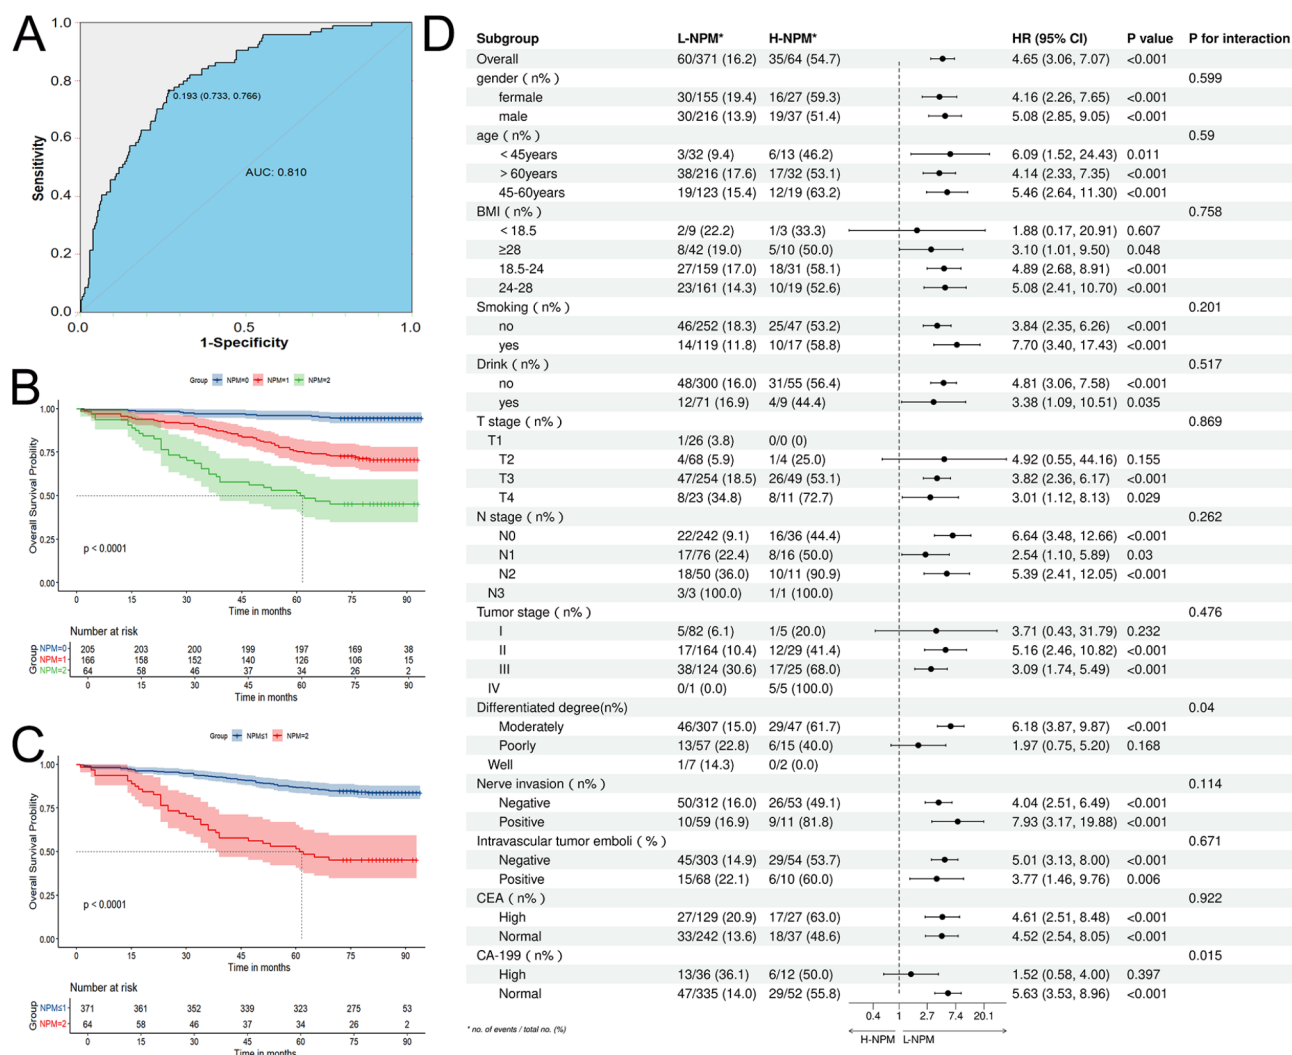 A
1.0
0.8
0.6
0.4
0.2
0.0
Sensitivity
0.193 (0.733, 0.766)
AUC: 0.810
0.0 0.5 1.0
1-Specificity
B
Group NPM=0 NPM=1 NPM=2
1.00
0.75
0.50
0.25
0.00
Overall Survival Probility
p < 0.0001
0 15 30 45 60 75 90
Time in months
Number at risk
Group
NPM=0 205 203 200 199 197 169 38
NPM=1 166 158 152 140 126 106 15
NPM=2 64 58 46 37 34 26 2
0 15 30 45 60 75 90
Time in months
C
Group NPM≤1 NPM=2
1.00
0.75
0.50
0.25
0.00
Overall Survival Probility
p < 0.0001
0 15 30 45 60 75 90
Time in months
Number at risk
Group
NPM≤1 371 361 352 339 323 275 53
NPM=2 64 58 46 37 34 26 2
0 15 30 45 60 75 90
Time in months
D
Subgroup L-NPM* H-NPM* HR (95% CI) P value P for interaction
Overall 60/371 (16.2) 35/64 (54.7) 4.65 (3.06, 7.07) <0.001
gender ( n%) 0.599
fermale 30/155 (19.4) 16/27 (59.3) 4.16 (2.26, 7.65) <0.001
male 30/216 (13.9) 19/37 (51.4) 5.08 (2.85, 9.05) <0.001
age ( n%) 0.59
< 45years 3/32 (9.4) 6/13 (46.2) 6.09 (1.52, 24.43) 0.011
> 60years 38/216 (17.6) 17/32 (53.1) 4.14 (2.33, 7.35) <0.001
45-60years 19/123 (15.4) 12/19 (63.2) 5.46 (2.64, 11.30) <0.001
BMI ( n%) 0.758
< 18.5 2/9 (22.2) 1/3 (33.3) 1.88 (0.17, 20.91) 0.607
≥28 8/42 (19.0) 5/10 (50.0) 3.10 (1.01, 9.50) 0.048
18.5-24 27/159 (17.0) 18/31 (58.1) 4.89 (2.68, 8.91) <0.001
24-28 23/161 (14.3) 10/19 (52.6) 5.08 (2.41, 10.70) <0.001
Smoking ( n%) 0.201
no 46/252 (18.3) 25/47 (53.2) 3.84 (2.35, 6.26) <0.001
yes 14/119 (11.8) 10/17 (58.8) 7.70 (3.40, 17.43) <0.001
Drink ( n%) 0.517
no 48/300 (16.0) 31/55 (56.4) 4.81 (3.06, 7.58) <0.001
yes 12/71 (16.9) 4/9 (44.4) 3.38 (1.09, 10.51) 0.035
T stage ( n%) 0.869
T1 1/26 (3.8) 0/0 (0)
T2 4/68 (5.9) 1/4 (25.0) 4.92 (0.55, 44.16) 0.155
T3 47/254 (18.5) 26/49 (53.1) 3.82 (2.36, 6.17) <0.001
T4 8/23 (34.8) 8/11 (72.7) 3.01 (1.12, 8.13) 0.029
N stage ( n%) 0.262
N0 22/242 (9.1) 16/36 (44.4) 6.64 (3.48, 12.66) <0.001
N1 17/76 (22.4) 8/16 (50.0) 2.54 (1.10, 5.89) 0.03
N2 18/50 (36.0) 10/11 (90.9) 5.39 (2.41, 12.05) <0.001
N3 3/3 (100.0) 1/1 (100.0)
Tumor stage ( n%) 0.476
I 5/82 (6.1) 1/5 (20.0) 3.71 (0.43, 31.79) 0.232
II 17/164 (10.4) 12/29 (41.4) 5.16 (2.46, 10.82) <0.001
III 38/124 (30.6) 17/25 (68.0) 3.09 (1.74, 5.49) <0.001
IV 0/1 (0.0) 5/5 (100.0)
Differentiated degree(n%) 0.04
Moderately 46/307 (15.0) 29/47 (61.7) 6.18 (3.87, 9.87) <0.001
Poorly 13/57 (22.8) 6/15 (40.0) 1.97 (0.75, 5.20) 0.168
Well 1/7 (14.3) 0/2 (0.0)
Nerve invasion ( n%) 0.114
Negative 50/312 (16.0) 26/53 (49.1) 4.04 (2.51, 6.49) <0.001
Positive 10/59 (16.9) 9/11 (81.8) 7.93 (3.17, 19.88) <0.001
Intravascular tumor emboli ( %) 0.671
Negative 45/303 (14.9) 29/54 (53.7) 5.01 (3.13, 8.00) <0.001
Positive 15/68 (22.1) 6/10 (60.0) 3.77 (1.46, 9.76) 0.006
CEA ( n%) 0.922
High 27/129 (20.9) 17/27 (63.0) 4.61 (2.51, 8.48) <0.001
Normal 33/242 (13.6) 18/37 (48.6) 4.52 (2.54, 8.05) <0.001
CA-199 ( n%) 0.015
High 13/36 (36.1) 6/12 (50.0) 1.52 (0.58, 4.00) 0.397
Normal 47/335 (14.0) 29/52 (55.8) 5.63 (3.53, 8.96) <0.001
0.4 1 2.7 7.4 20.1
* no. of events / total no. (%)
H-NPM L-NPM